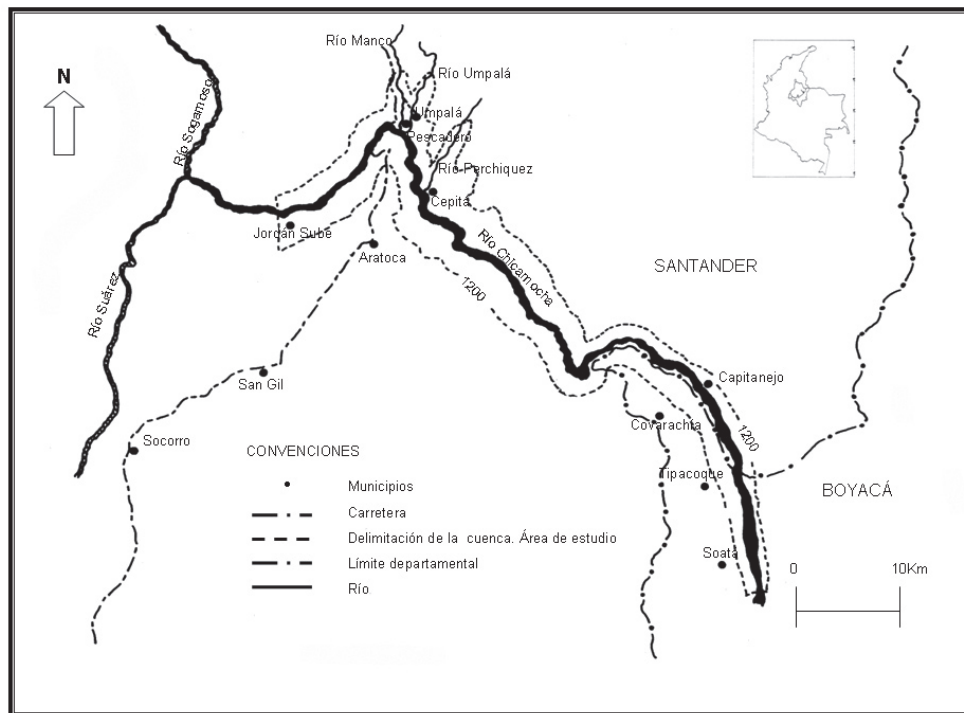 Río Manco
N
Río Umpalá
Río Sogamoso
Umpalá
Pescadero
Río Perchiquez
Cepitá
Jordán Sube
Río Chicamocha
Aratoca
SANTANDER
1200
Río Suárez
San Gil
Capitanejo
Covarachía
1200
Socorro
CONVENCIONES
Tipacoque
BOYACÁ
Municipios
Carretera
Delimitación de la cuenca. Área de estudio
Soatá
Límite departamental
0 10Km
Río